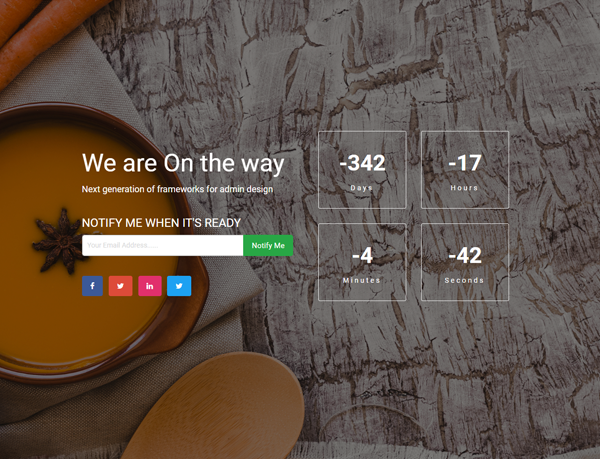 We are On the way
Next generation of frameworks for admin design
NOTIFY ME WHEN IT'S READY
Your Email Address.....
Notify Me
-342
Days
-17
Hours
-4
Minutes
-42
Seconds